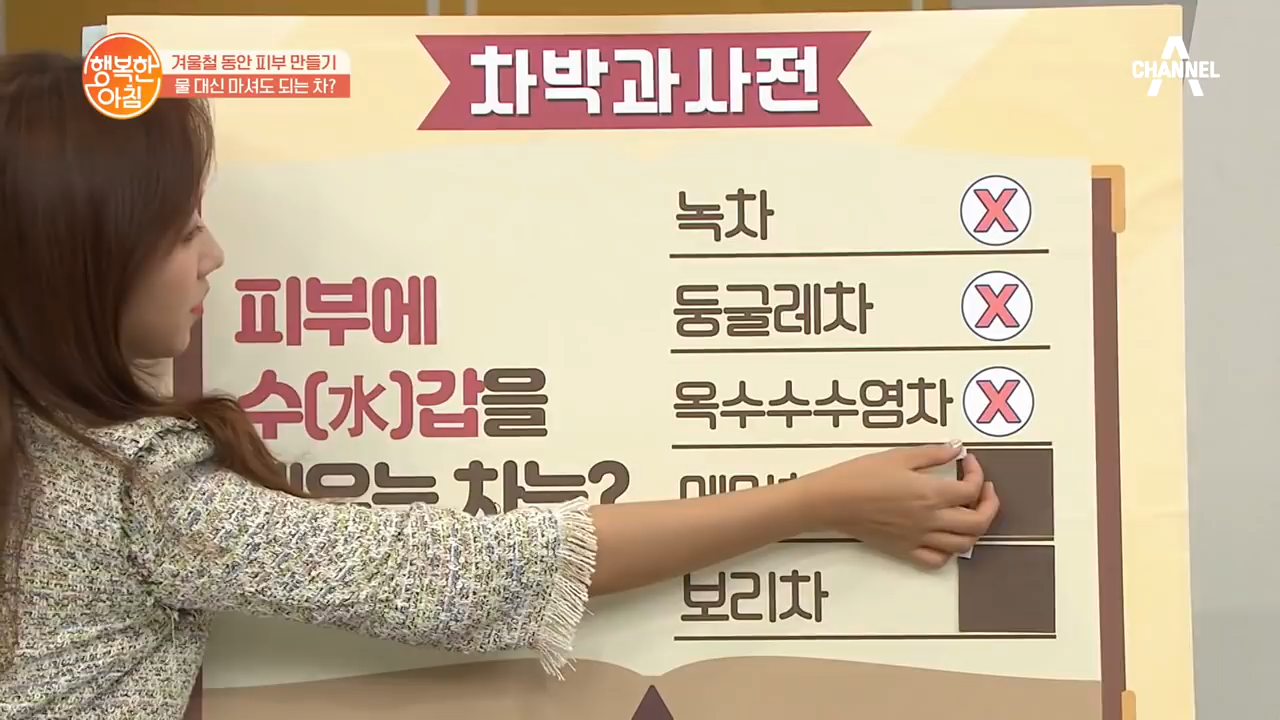 행복한
아침
겨울철 동안 피부 만들기
물 대신 마셔도 되는 차?
CHANNEL A
차박과사전
피부에
수(水)갑을
차는?
녹차 X
둥굴레차 X
옥수수수염차 X
보리차